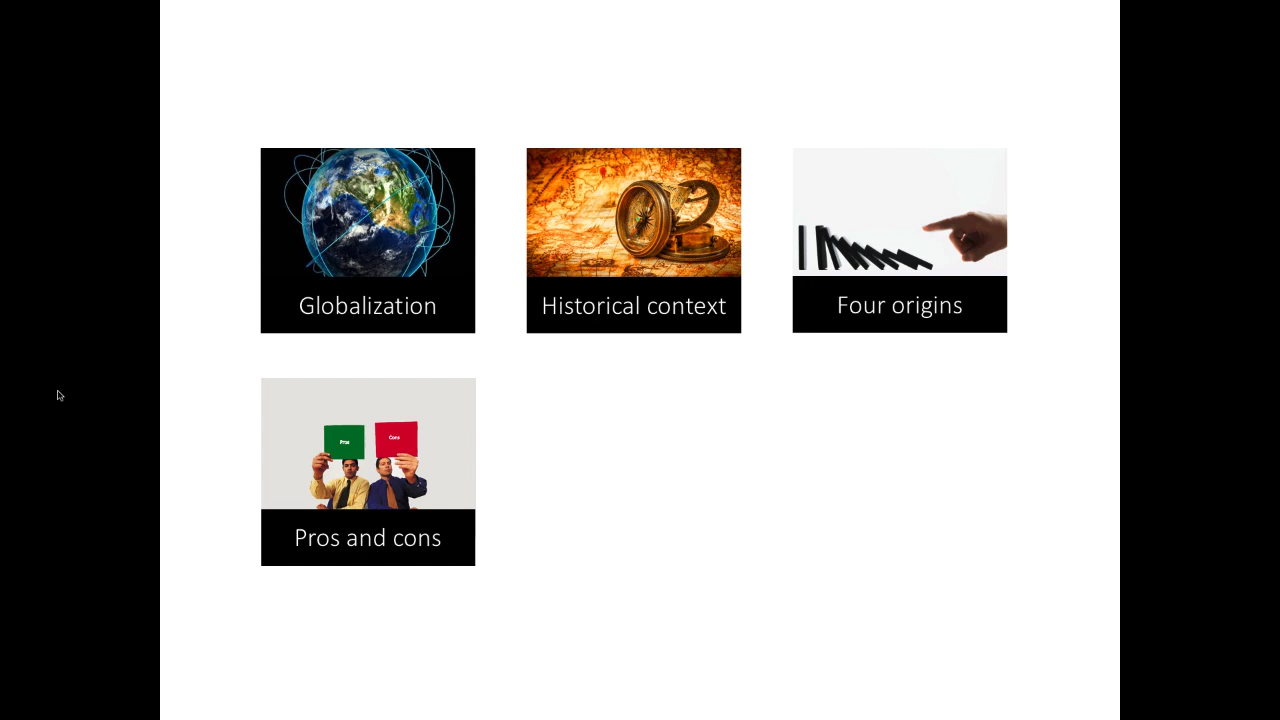 Globalization
Historical context
Four origins
Pros
Cons
Pros and cons